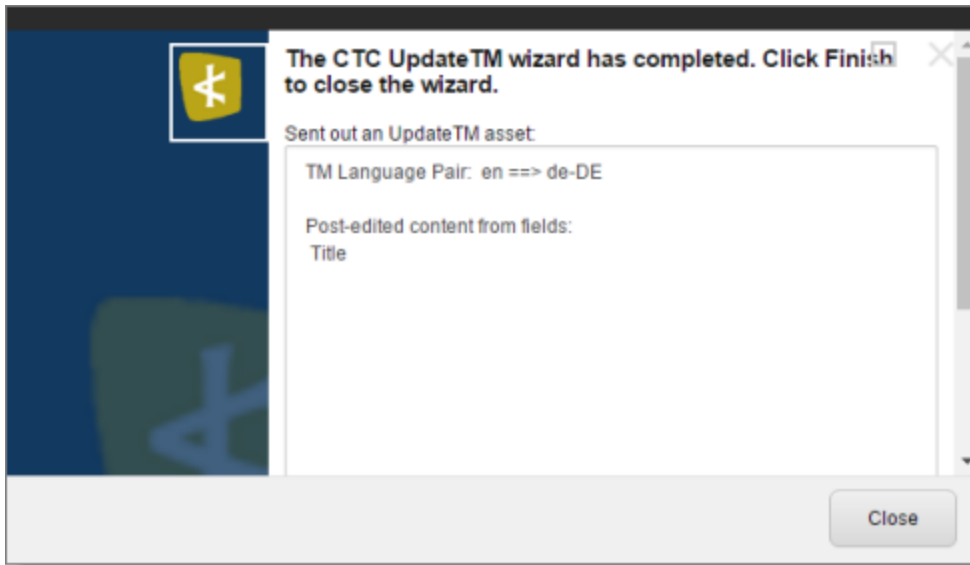 The CTC UpdateTM wizard has completed. Click Finish
to close the wizard.
Sent out an UpdateTM asset:
TM Language Pair:  en ==> de-DE
Post-edited content from fields:
Title
Close